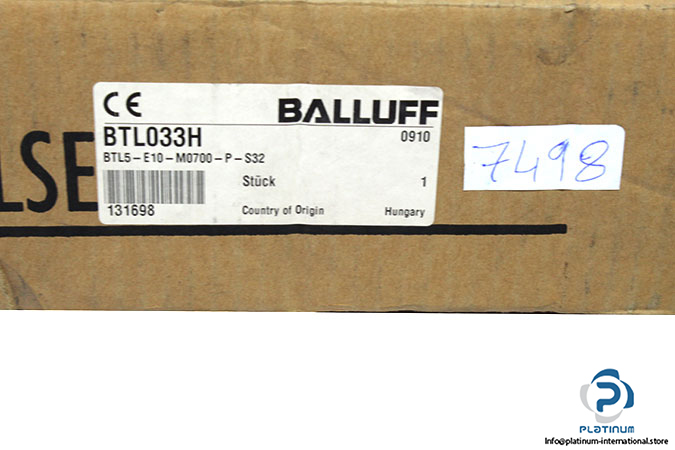 CE
BALLUFF
BTL033H
0910
BTL5-E10-M0700-P-S32
Stück 1
131698
Country of Origin Hungary
LSE
7498
PLATINUM
Info@platinum-international.store